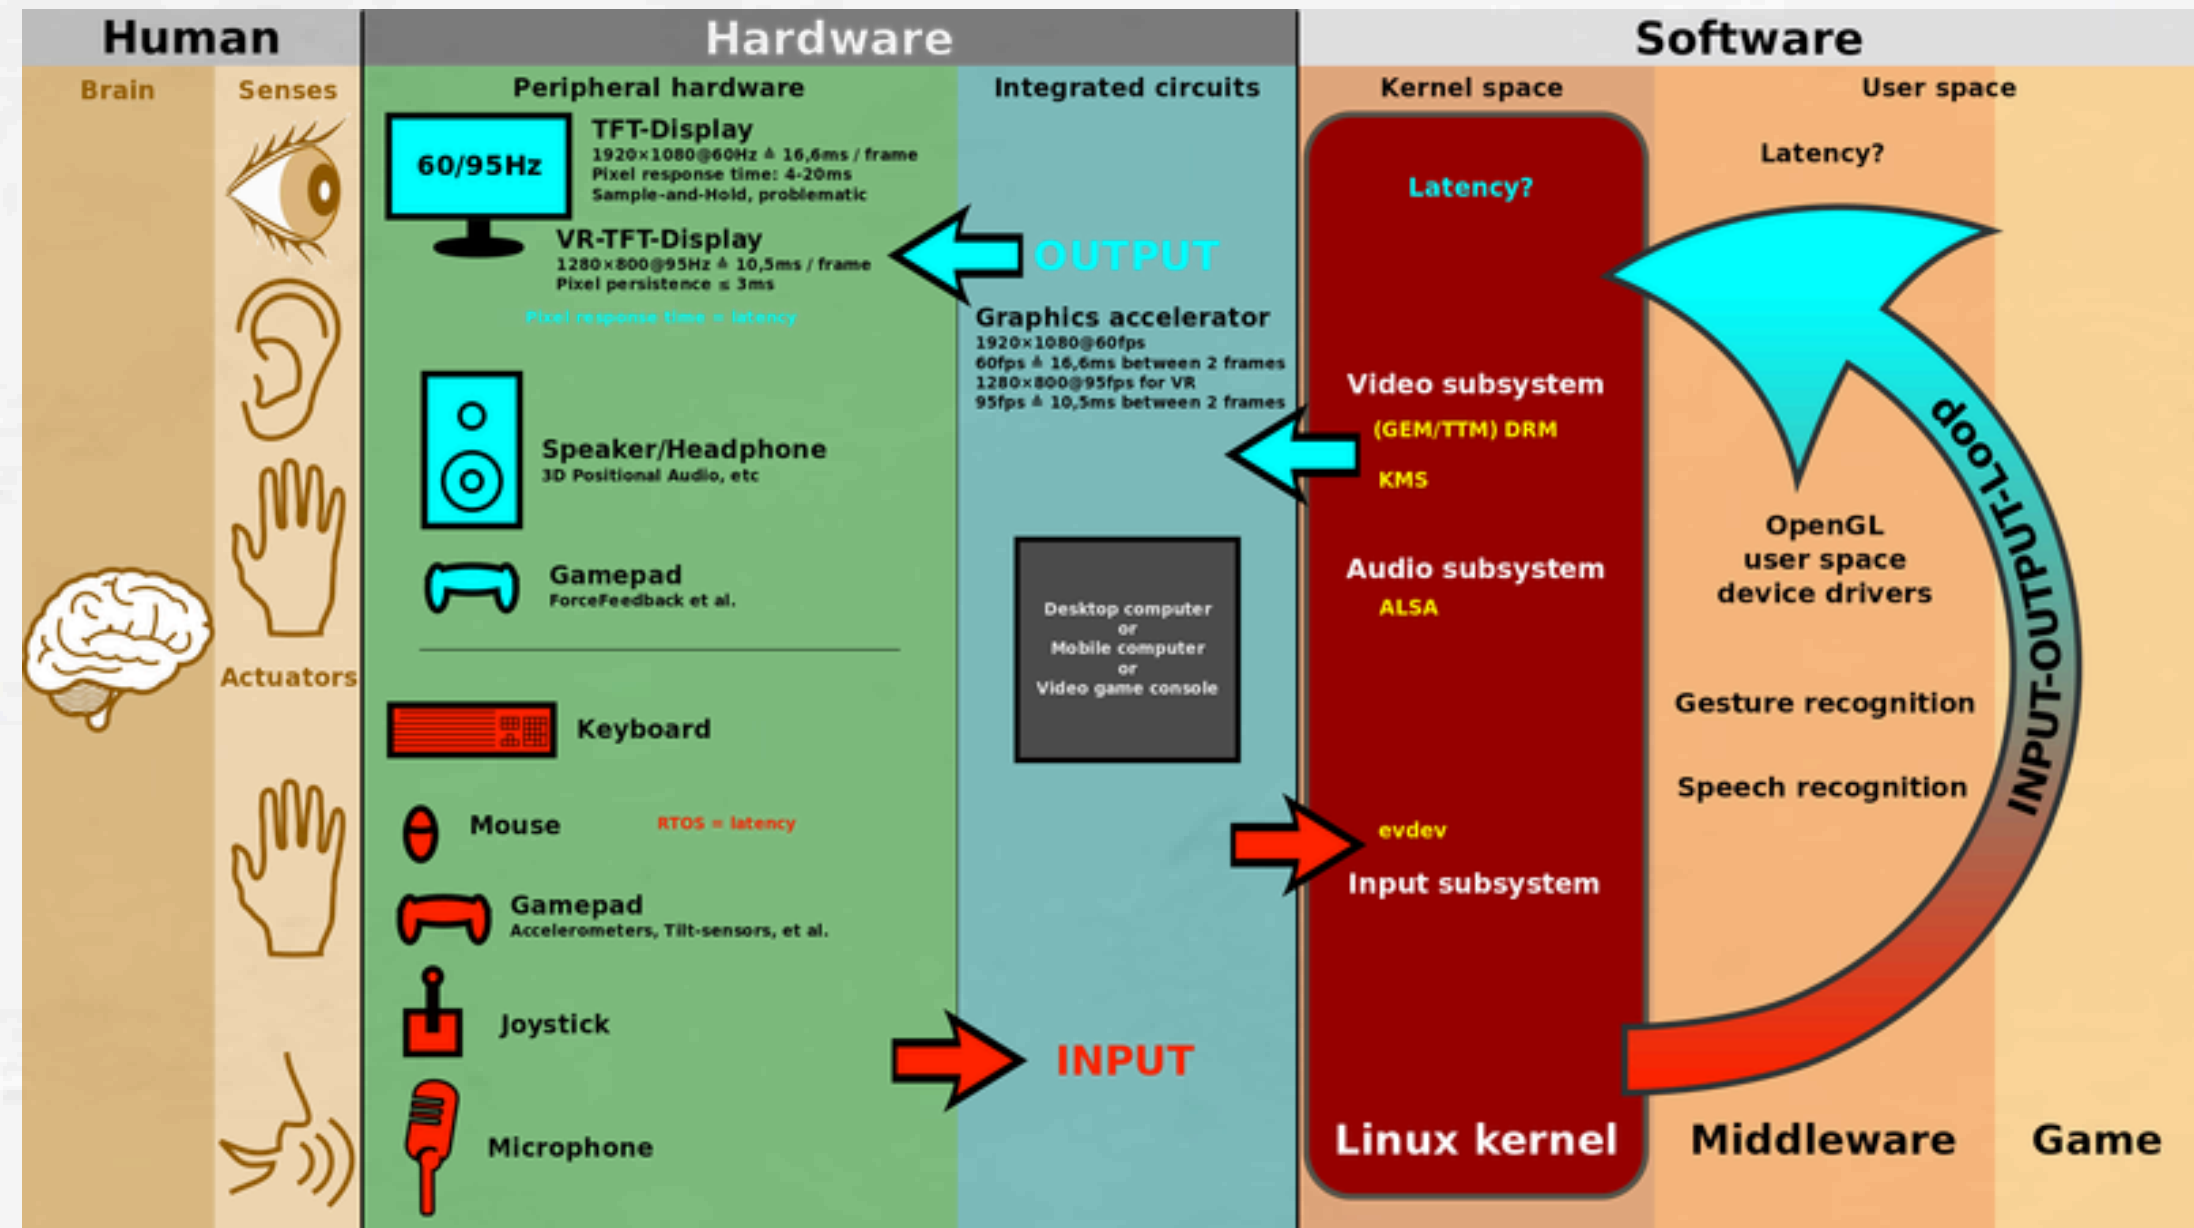 Human
Hardware
Software
Brain
Senses
Peripheral hardware
Integrated circuits
Kernel space
User space
60/95Hz
TFT-Display
1920×1080@60Hz ≙ 16,6ms / frame
Pixel response time: 4-20ms
Sample-and-Hold, problematic
VR-TFT-Display
1280×800@95Hz ≙ 10,5ms / frame
Pixel persistence ≤ 3ms
Pixel response time = latency
OUTPUT
Graphics accelerator
1920×1080@60fps
60fps ≙ 16,6ms between 2 frames
1280×800@95fps for VR
95fps ≙ 10,5ms between 2 frames
Speaker/Headphone
3D Positional Audio, etc
Gamepad
ForceFeedback et al.
Actuators
Keyboard
Mouse
RTOS = latency
Gamepad
Accelerometers, Tilt-sensors, et al.
Joystick
Microphone
Desktop computer
or
Mobile computer
or
Video game console
INPUT
Latency?
Video subsystem
(GEM/TTM) DRM
KMS
Audio subsystem
ALSA
evdev
Input subsystem
Linux kernel
Latency?
OpenGL
user space
device drivers
Gesture recognition
Speech recognition
INPUT-OUTPUT-Loop
Middleware
Game